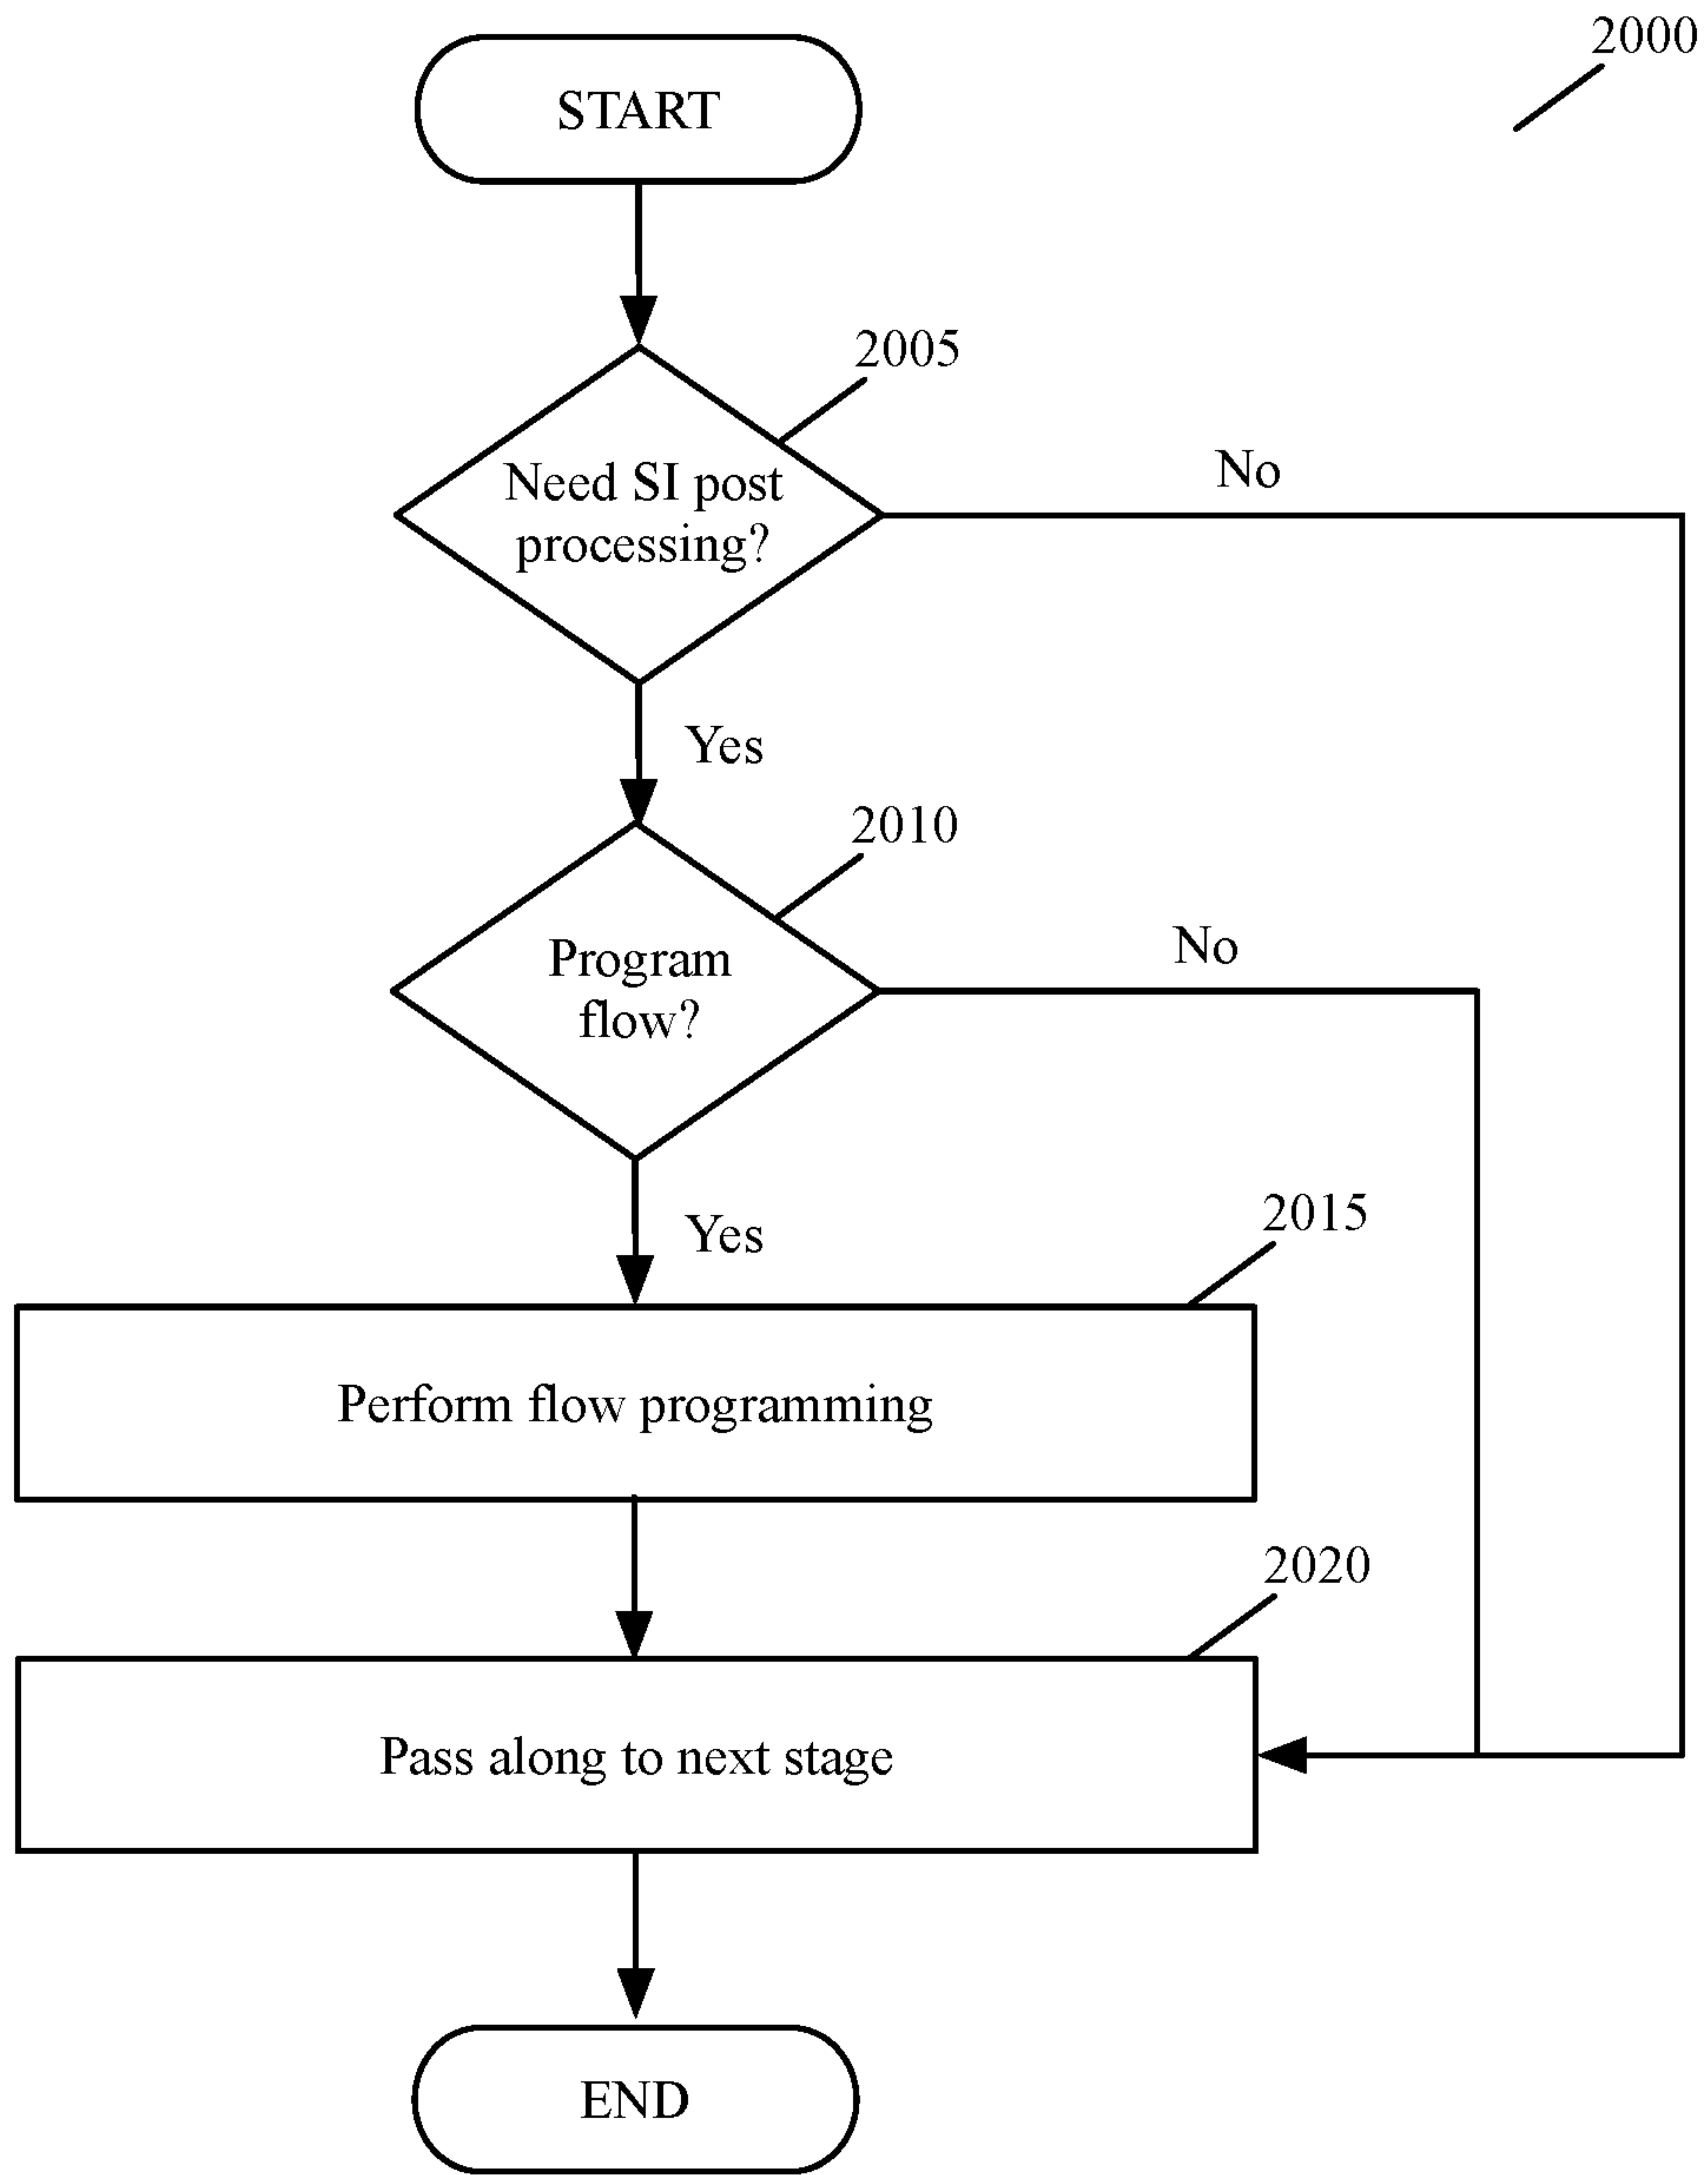 2000
START
2005
Need SI post
processing?
No
Yes
2010
Program
flow?
No
Yes
2015
Perform flow programming
2020
Pass along to next stage
END